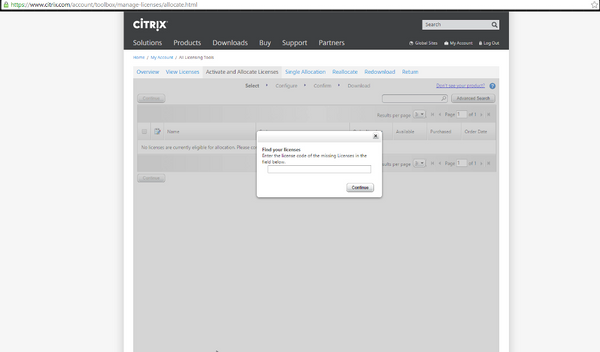 https://www.citrix.com/account/toolbox/manage-licenses/allocate.html
CITRIX
Search
Solutions Products Downloads Buy Support Partners
Global Sites My Account Log Out
Home / My Account / All Licensing Tools
Overview View Licenses Activate and Allocate Licenses Single Allocation Reallocate Redownload Return
Select Configure Confirm Download
Don't see your product?
Continue
Advanced Search
Results per page 5 Page 1 of 1
Name Available Purchased Order Date
No licenses are currently eligible for allocation. Please
Find your licenses
Enter the license code of the missing Licenses in the
field below.
Continue
Results per page 5 Page 1 of 1
Continue